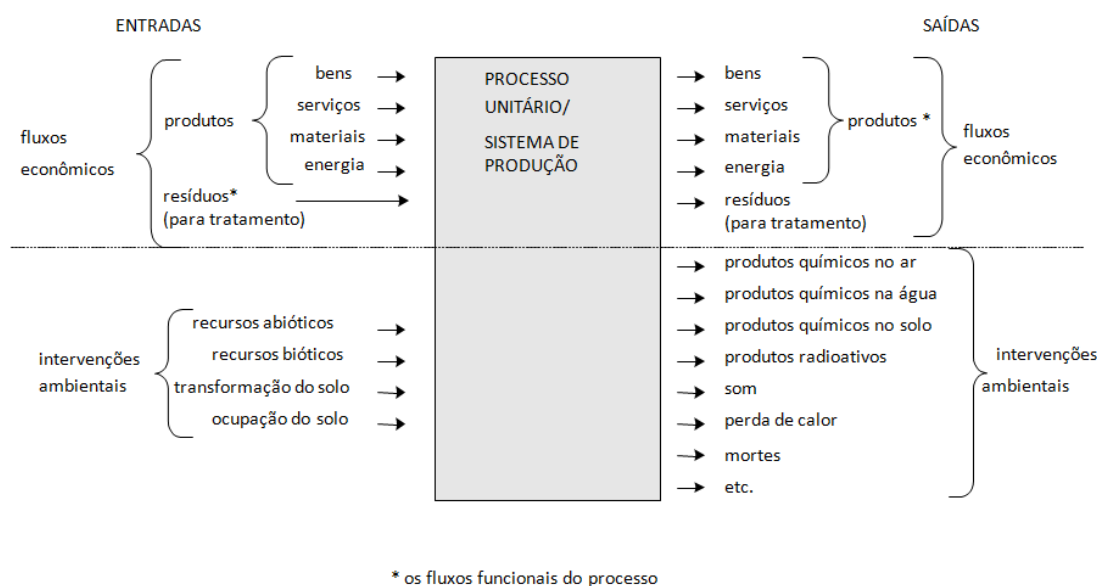 ENTRADAS
SAÍDAS
fluxos
econômicos
produtos
bens
serviços
materiais
energia
resíduos*
(para tratamento)
PROCESSO
UNITÁRIO/
SISTEMA DE
PRODUÇÃO
bens
serviços
materiais
energia
produtos *
resíduos
(para tratamento)
fluxos
econômicos
intervenções
ambientais
recursos abióticos
recursos bióticos
transformação do solo
ocupação do solo
produtos químicos no ar
produtos químicos na água
produtos químicos no solo
produtos radioativos
som
perda de calor
mortes
etc.
intervenções
ambientais
* os fluxos funcionais do processo